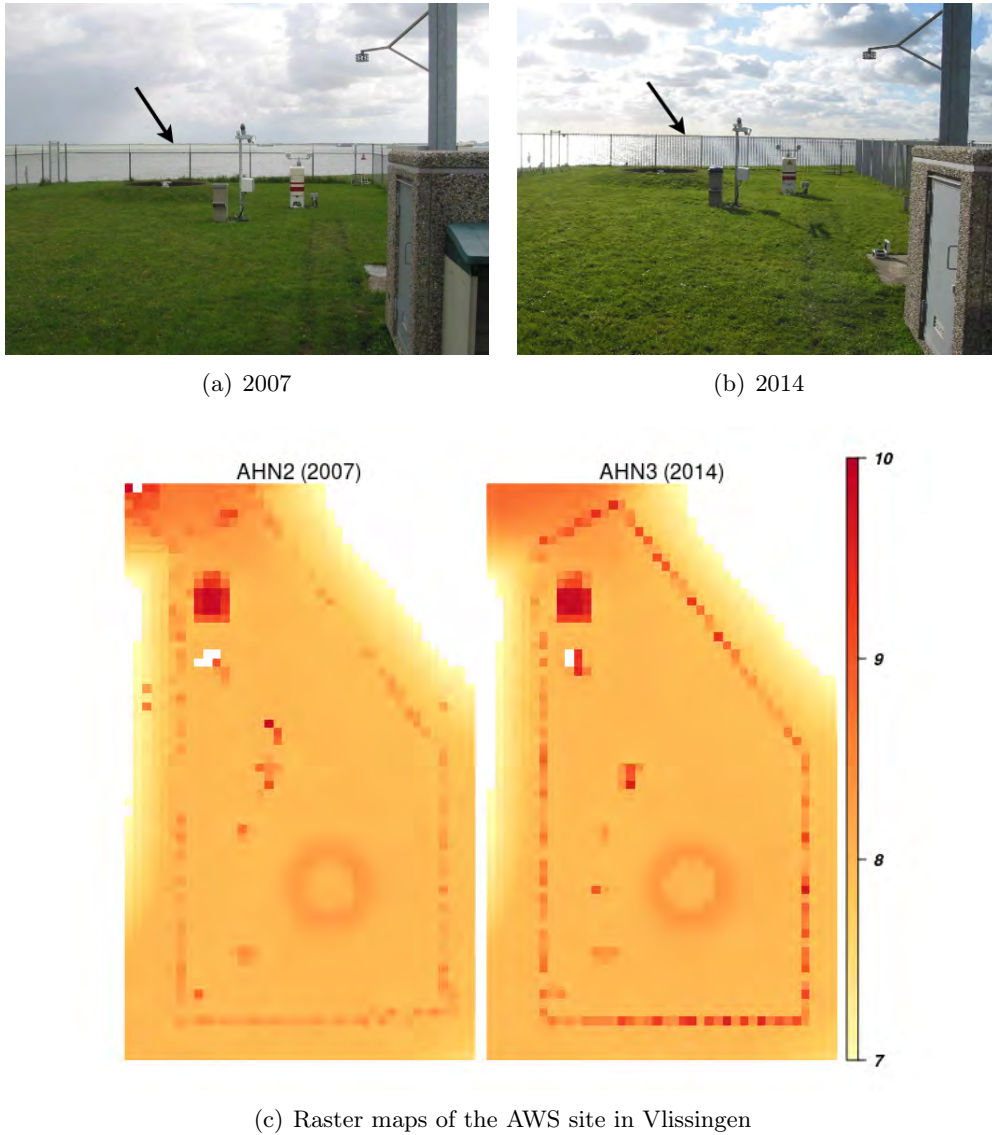 (a) 2007
(b) 2014
AHN2 (2007)
AHN3 (2014)
10
9
8
7
(c) Raster maps of the AWS site in Vlissingen